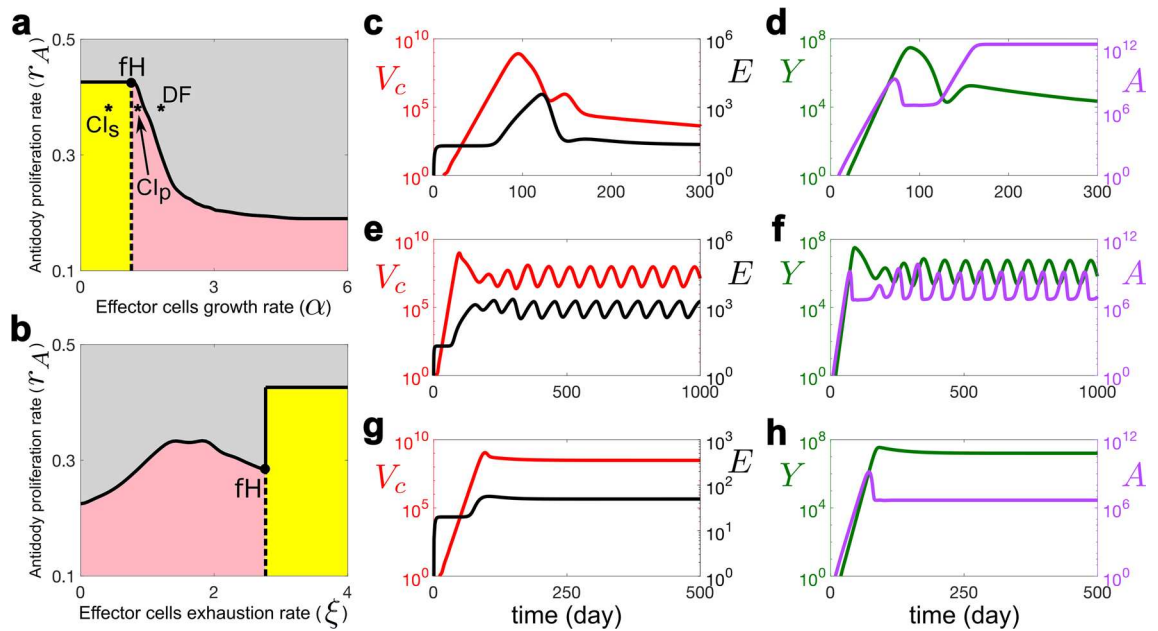 a
0.5
0.3
0.1
Antidody proliferation rate (r_A)
fH
DF
*
*
*
CI_s
CI_p
0
3
6
Effector cells growth rate (α)
b
0.5
0.3
0.1
Antidody proliferation rate (r_A)
fH
0
2
4
Effector cells exhaustion rate (ξ)
c
10^10
10^5
10^0
V_c
10^6
10^3
10^0
E
0
100
200
300
d
10^8
10^4
10^0
Y
10^12
10^6
10^0
A
0
100
200
300
e
10^10
10^5
10^0
V_c
10^6
10^3
10^0
E
0
500
1000
f
10^8
10^4
10^0
Y
10^12
10^6
10^0
A
0
500
1000
g
10^10
10^5
10^0
V_c
10^3
10^2
10^1
10^0
E
0
250
500
time (day)
h
10^8
10^4
10^0
Y
10^12
10^6
10^0
A
0
250
500
time (day)